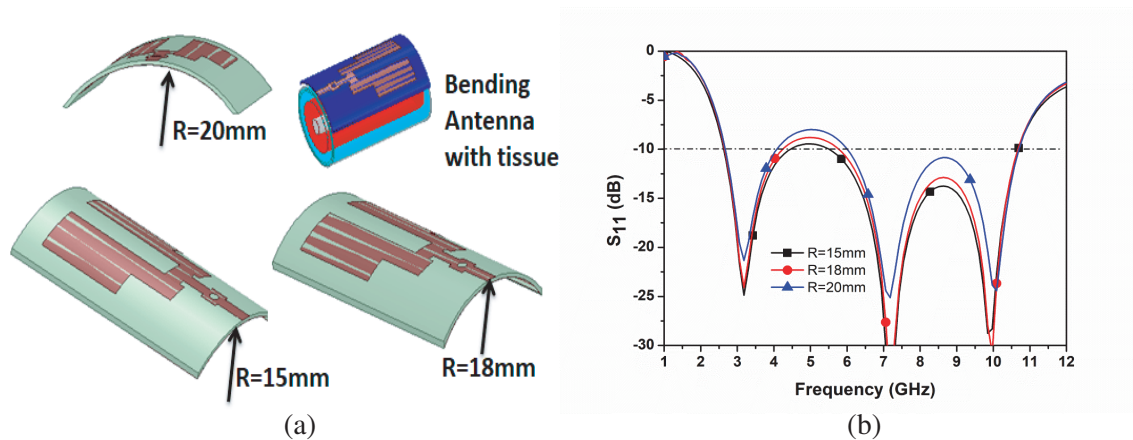 R=20mm
Bending
Antenna
with tissue
R=15mm
R=18mm
(a)
0
-5
-10
-15
-20
-25
-30
S11 (dB)
R=15mm
R=18mm
R=20mm
1 2 3 4 5 6 7 8 9 10 11 12
Frequency (GHz)
(b)